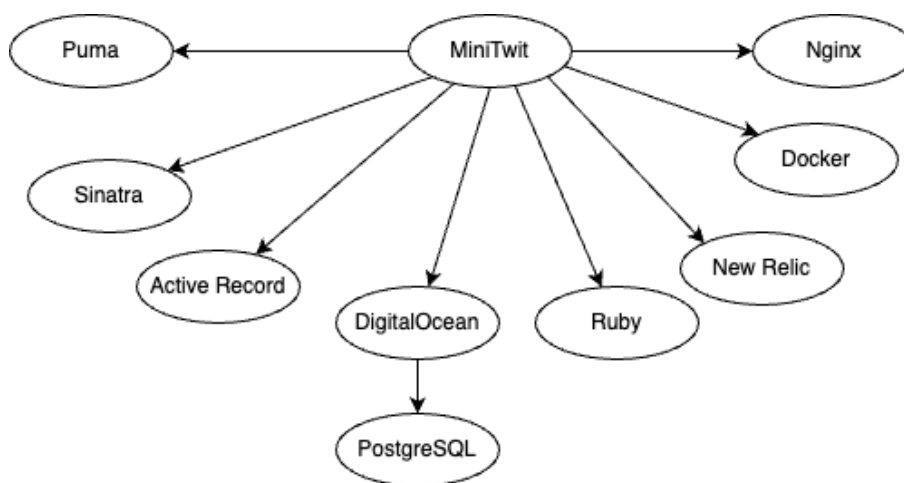 Puma
MiniTwit
Nginx
Docker
Sinatra
New Relic
Active Record
DigitalOcean
Ruby
PostgreSQL